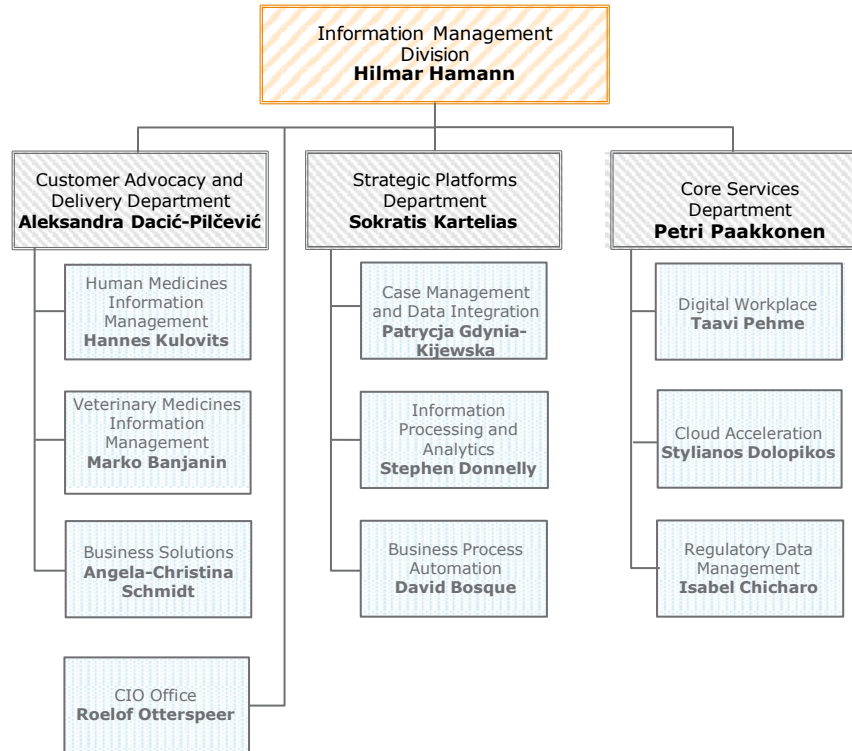 Information Management
Division
Hilmar Hamann
Customer Advocacy and
Delivery Department
Aleksandra Dacić-Pilčević
Strategic Platforms
Department
Sokratis Kartelias
Core Services
Department
Petri Paakkonen
Human Medicines
Information
Management
Hannes Kulovits
Case Management
and Data Integration
Patrycja Gdynia-
Kijewska
Digital Workplace
Taavi Pehme
Veterinary Medicines
Information
Management
Marko Banjanin
Information
Processing and
Analytics
Stephen Donnelly
Cloud Acceleration
Stylianos Dolopikos
Business Solutions
Angela-Christina
Schmidt
Business Process
Automation
David Bosque
Regulatory Data
Management
Isabel Chicharo
CIO Office
Roelof Otterspeer